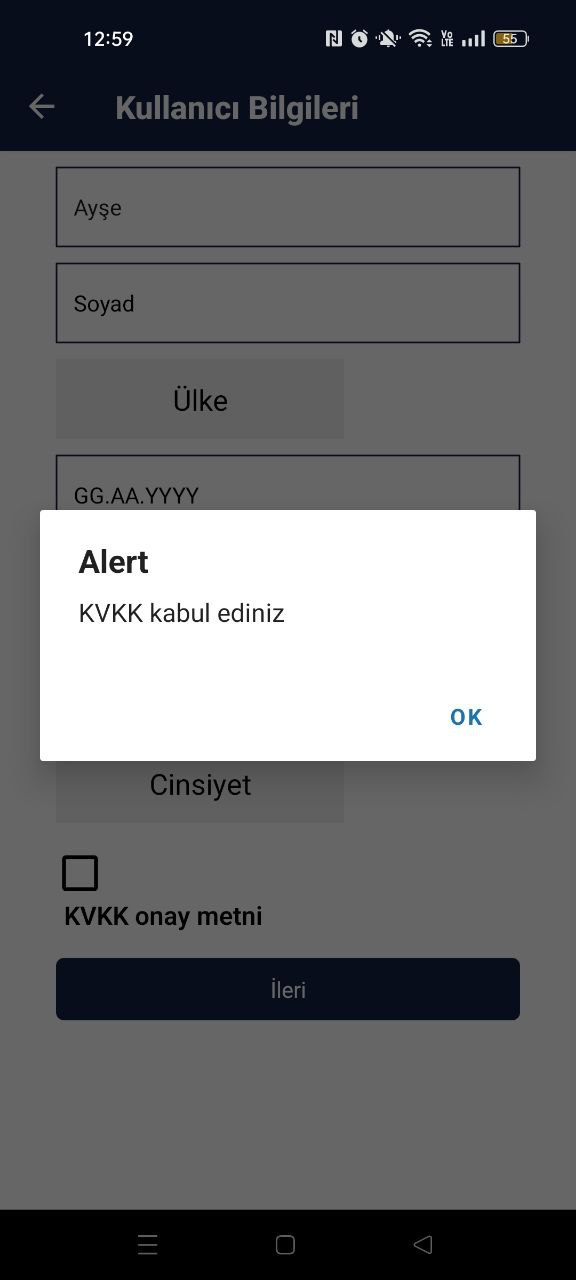 12:59
Vo
LTE
55
Kullanıcı Bilgileri
Ayşe
Soyad
Ülke
GG.AA.YYYY
Alert
KVKK kabul ediniz
OK
Cinsiyet
KVKK onay metni
İleri